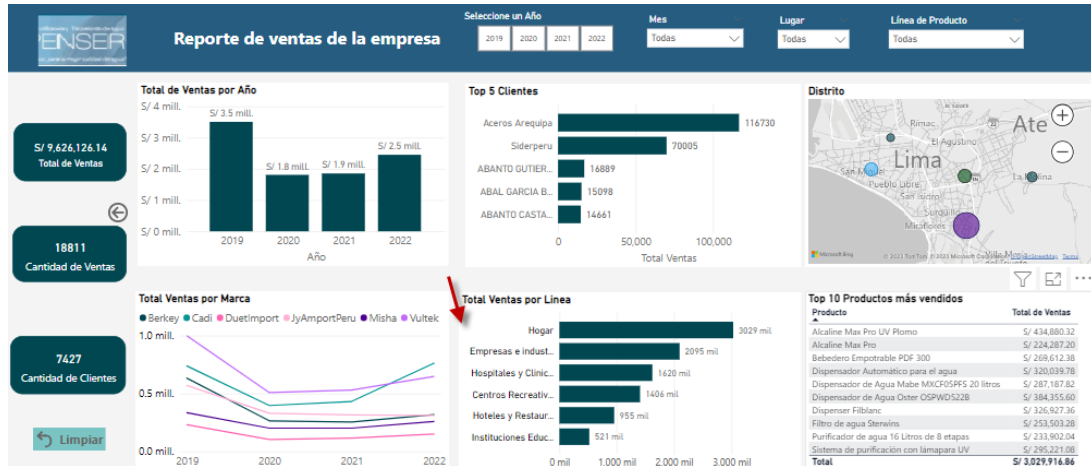 ENSER
Reporte de ventas de la empresa
Seleccione un Año
2019 2020 2021 2022
Mes
Todas
Lugar
Todas
Línea de Producto
Todas
S/ 9,626,126.14
Total de Ventas
18811
Cantidad de Ventas
7427
Cantidad de Clientes
Limpiar
Total de Ventas por Año
S/ 4 mill.
S/ 3 mill.
S/ 2 mill.
S/ 1 mill.
S/ 0 mill.
S/ 3.5 mill.
S/ 1.8 mill.
S/ 1.9 mill.
S/ 2.5 mill.
2019 2020 2021 2022
Año
Top 5 Clientes
Aceros Arequipa 116730
Siderperu 70005
ABANTO GUTIER... 16889
ABAL GARCIA B... 15098
ABANTO CASTA... 14661
0 50,000 100,000
Total Ventas
Distrito
Rimac
Ate
El Agustino
Lima
San Miguel
Pueblo Libre
La Molina
San Isidro
Surquillo
Miraflores
Microsoft Bing
© 2023 TomTom, © 2023 Microsoft Corporation, © OpenStreetMap Terms
Total Ventas por Marca
Berkey Cadi DuetImport JyAmportPeru Misha Vultek
1.0 mill.
0.5 mill.
0.0 mill.
2019 2020 2021 2022
Total Ventas por Linea
Hogar 3029 mil
Empresas e indust... 2095 mil
Hospitales y Clinic... 1620 mil
Centros Recreativ... 1406 mil
Hoteles y Restaur... 955 mil
Instituciones Educ... 521 mil
0 mil 1.000 mil 2.000 mil 3.000 mil
Top 10 Productos más vendidos
Producto Total de Ventas
Alcaline Max Pro UV Plomo S/ 434,880.32
Alcaline Max Pro S/ 224,287.20
Bebedero Empotrable PDF 300 S/ 269,612.38
Dispensador Automático para el agua S/ 320,039.78
Dispensador de Agua Mabe MXCF05PFS 20 litros S/ 287,187.82
Dispensador de Agua Oster OSPWD522B S/ 384,355.60
Dispenser Filblanc S/ 326,927.36
Filtro de agua Sterwins S/ 253,503.28
Purificador de agua 16 Litros de 8 etapas S/ 233,902.04
Sistema de purificación con lámpara UV S/ 295,221.08
Total S/ 3,029,916.86